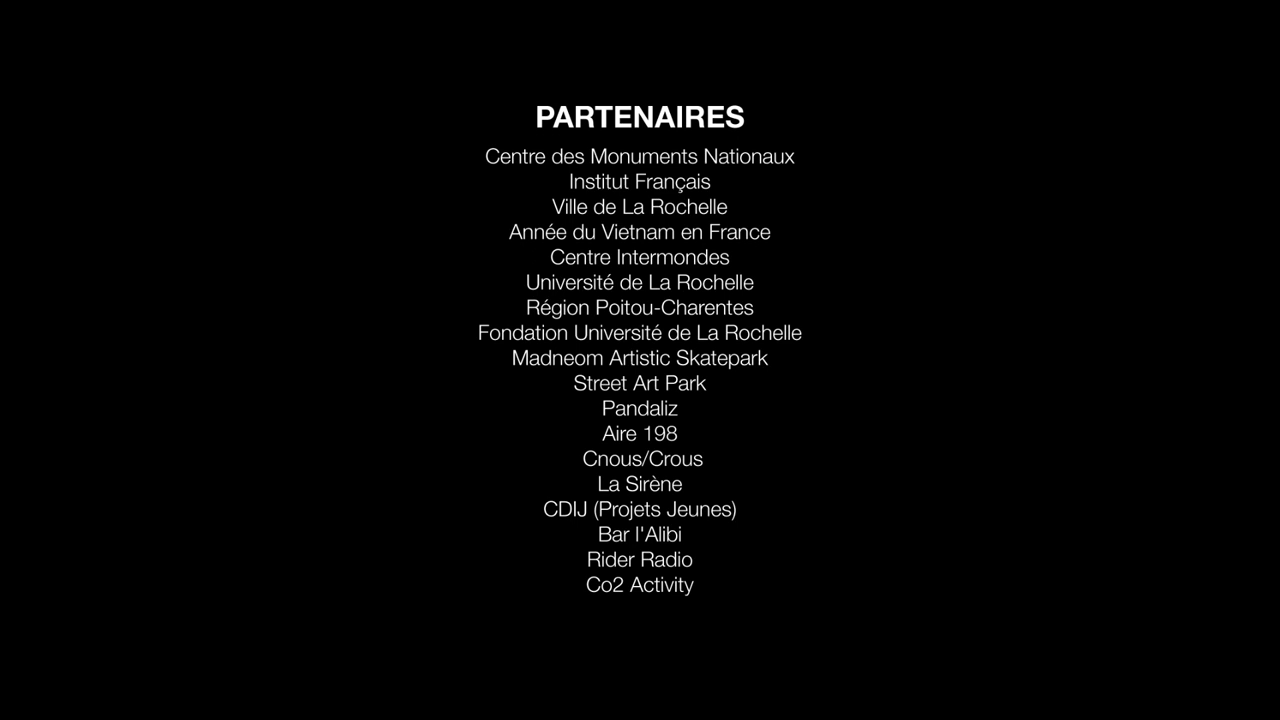 PARTENAIRES
Centre des Monuments Nationaux
Institut Français
Ville de La Rochelle
Année du Vietnam en France
Centre Intermondes
Université de La Rochelle
Région Poitou-Charentes
Fondation Université de La Rochelle
Madneom Artistic Skatepark
Street Art Park
Pandaliz
Aire 198
Cnous/Crous
La Sirène
CDIJ (Projets Jeunes)
Bar l'Alibi
Rider Radio
Co2 Activity